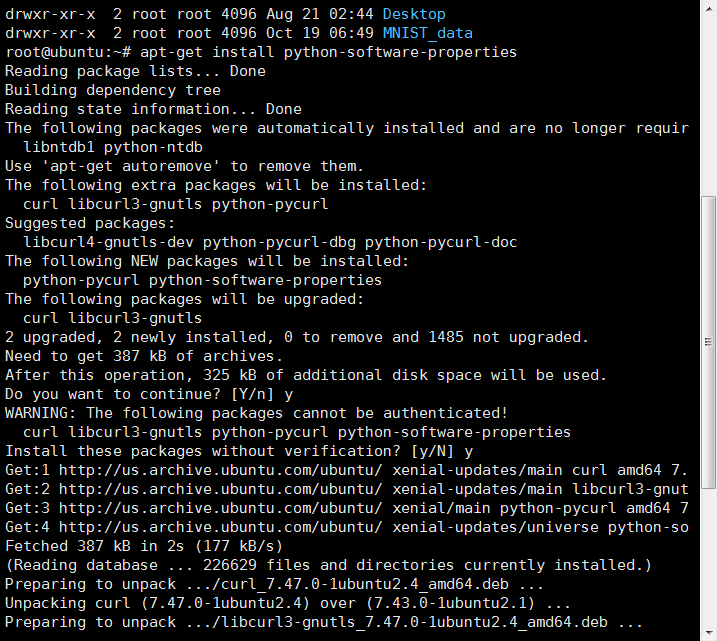 drwxr-xr-x  2 root root 4096 Aug 21 02:44 Desktop
drwxr-xr-x  2 root root 4096 Oct 19 06:49 MNIST_data
root@ubuntu:~# apt-get install python-software-properties
Reading package lists... Done
Building dependency tree
Reading state information... Done
The following packages were automatically installed and are no longer requir
  libntdb1 python-ntdb
Use 'apt-get autoremove' to remove them.
The following extra packages will be installed:
  curl libcurl3-gnutls python-pycurl
Suggested packages:
  libcurl4-gnutls-dev python-pycurl-dbg python-pycurl-doc
The following NEW packages will be installed:
  python-pycurl python-software-properties
The following packages will be upgraded:
  curl libcurl3-gnutls
2 upgraded, 2 newly installed, 0 to remove and 1485 not upgraded.
Need to get 387 kB of archives.
After this operation, 325 kB of additional disk space will be used.
Do you want to continue? [Y/n] y
WARNING: The following packages cannot be authenticated!
  curl libcurl3-gnutls python-pycurl python-software-properties
Install these packages without verification? [y/N] y
Get:1 http://us.archive.ubuntu.com/ubuntu/ xenial-updates/main curl amd64 7.
Get:2 http://us.archive.ubuntu.com/ubuntu/ xenial-updates/main libcurl3-gnut
Get:3 http://us.archive.ubuntu.com/ubuntu/ xenial/main python-pycurl amd64 7
Get:4 http://us.archive.ubuntu.com/ubuntu/ xenial-updates/universe python-so
Fetched 387 kB in 2s (177 kB/s)
(Reading database ... 226629 files and directories currently installed.)
Preparing to unpack .../curl_7.47.0-1ubuntu2.4_amd64.deb ...
Unpacking curl (7.47.0-1ubuntu2.4) over (7.43.0-1ubuntu2.1) ...
Preparing to unpack .../libcurl3-gnutls_7.47.0-1ubuntu2.4_amd64.deb ...